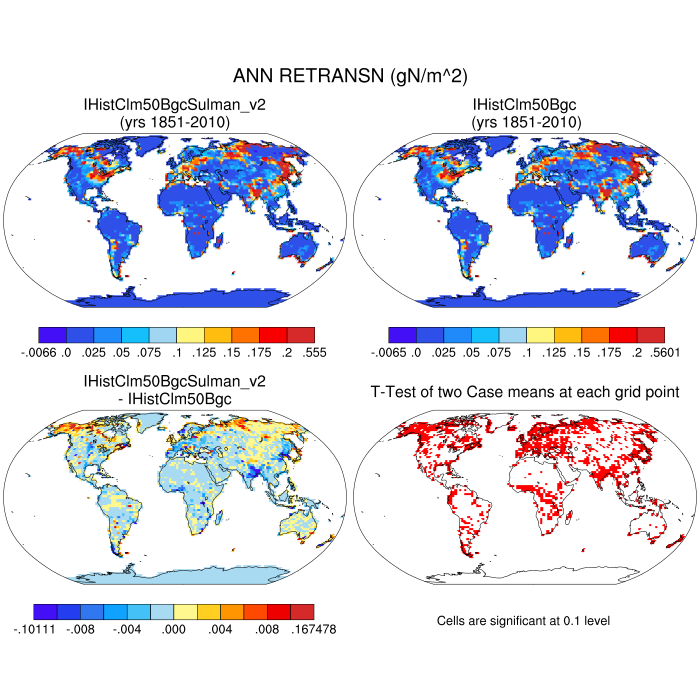 ANN RETRANSN (gN/m^2)
IHistClm50BgcSulman_v2
(yrs 1851-2010)
IHistClm50Bgc
(yrs 1851-2010)
-.0066 .0 .025 .05 .075 .1 .125 .15 .175 .2 .555
-.0065 .0 .025 .05 .075 .1 .125 .15 .175 .2 .5601
IHistClm50BgcSulman_v2
- IHistClm50Bgc
T-Test of two Case means at each grid point
-.10111 -.008 -.004 .000 .004 .008 .167478
Cells are significant at 0.1 level